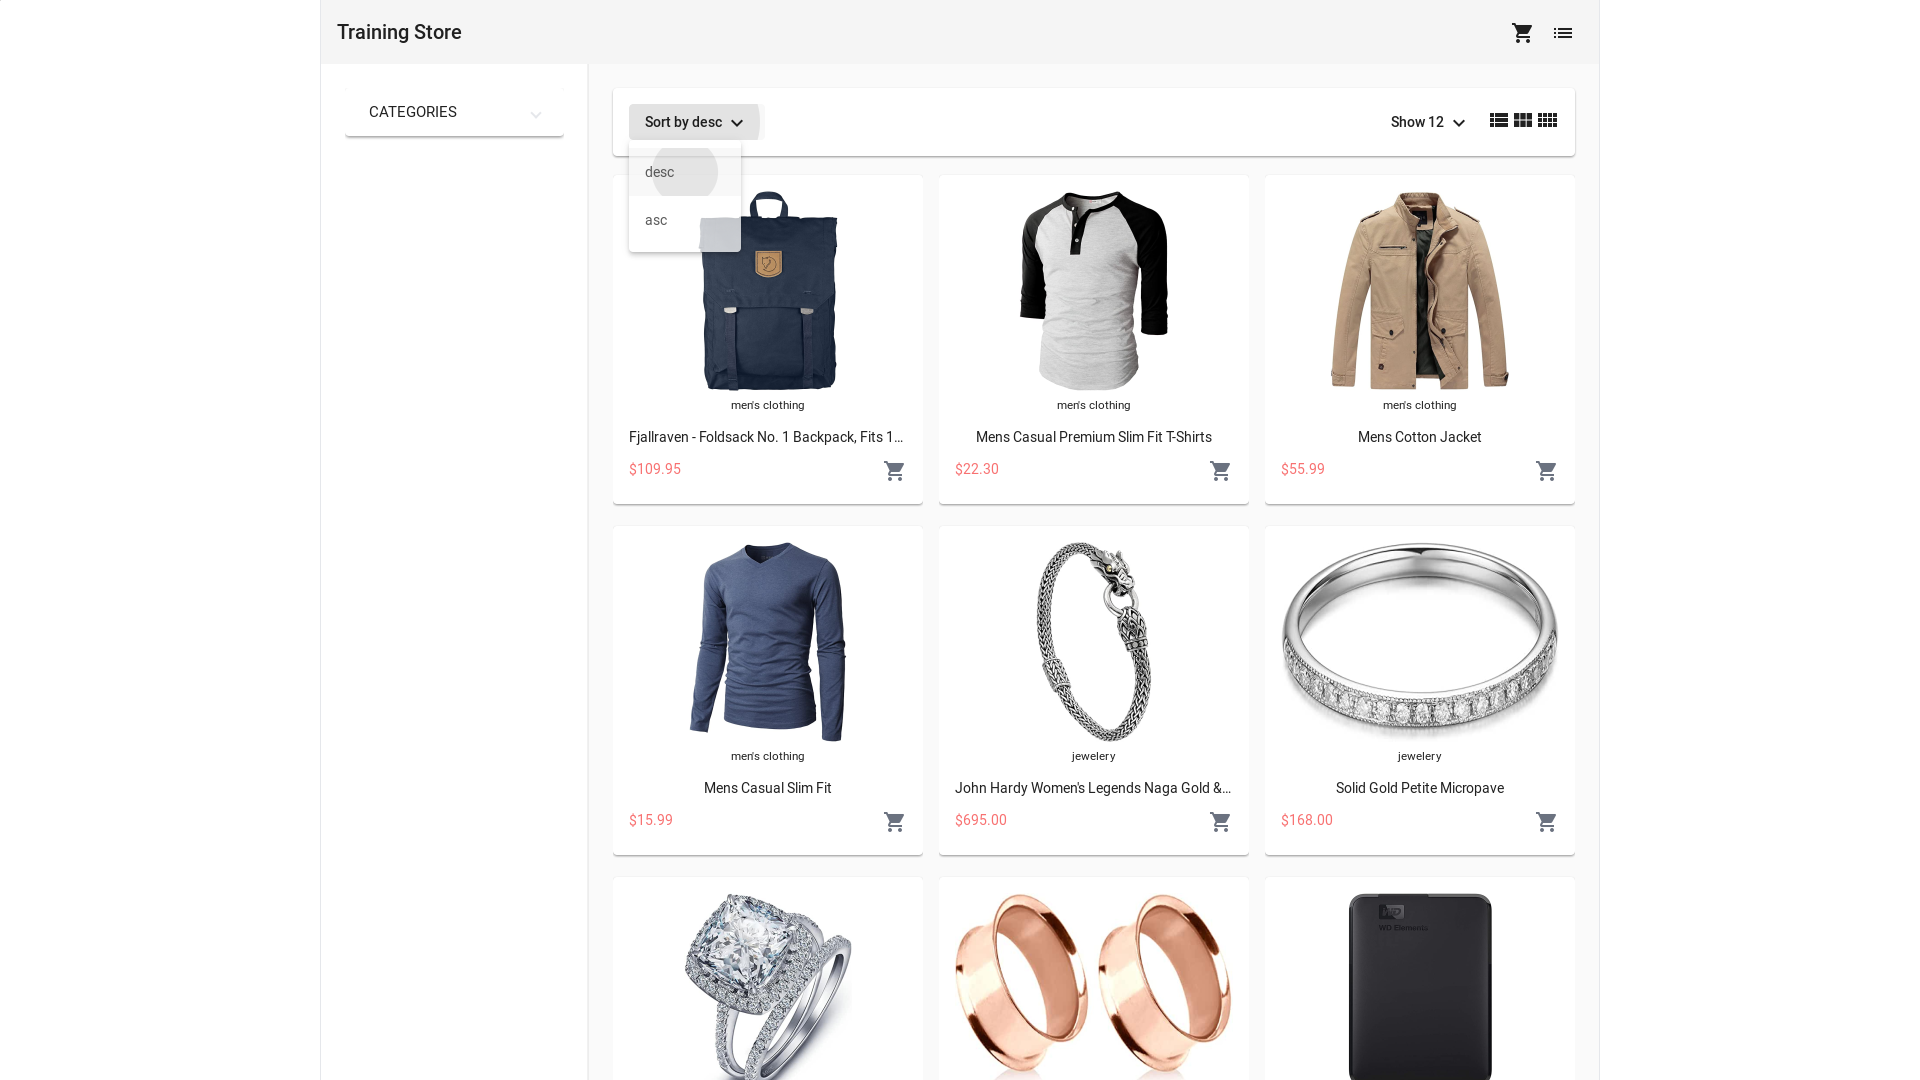 Training Store
CATEGORIES
Sort by desc
Show 12
desc
asc
men's clothing
men's clothing
men's clothing
Fjallraven - Foldsack No. 1 Backpack, Fits 1...
Mens Casual Premium Slim Fit T-Shirts
Mens Cotton Jacket
$109.95
$22.30
$55.99
men's clothing
jewelery
jewelery
Mens Casual Slim Fit
John Hardy Women's Legends Naga Gold &...
Solid Gold Petite Micropave
$15.99
$695.00
$168.00
WD
WD Elements